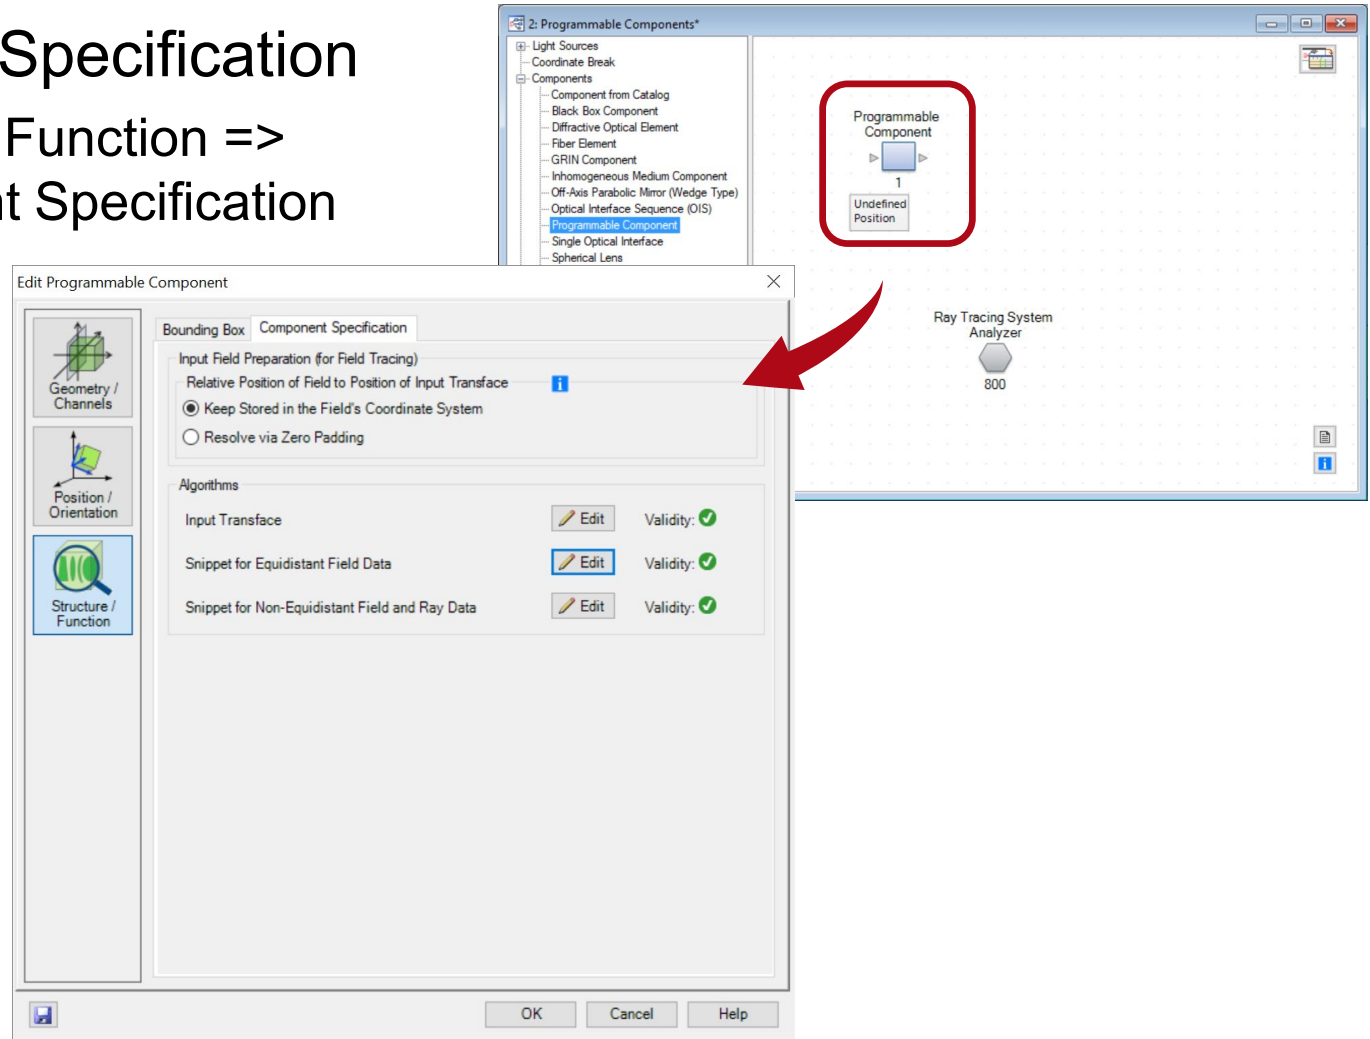 Specification
Function =>
nt Specification
2: Programmable Components*
Light Sources
Coordinate Break
Components
Component from Catalog
Black Box Component
Diffractive Optical Element
Fiber Element
GRIN Component
Inhomogeneous Medium Component
Off-Axis Parabolic Mirror (Wedge Type)
Optical Interface Sequence (OIS)
Programmable Component
Single Optical Interface
Spherical Lens
Programmable
Component
1
Undefined
Position
Ray Tracing System
Analyzer
800
Edit Programmable Component
Geometry /
Channels
Position /
Orientation
Structure /
Function
Bounding Box Component Specification
Input Field Preparation (for Field Tracing)
Relative Position of Field to Position of Input Transface
Keep Stored in the Field's Coordinate System
Resolve via Zero Padding
Algorithms
Input Transface Edit Validity:
Snippet for Equidistant Field Data Edit Validity:
Snippet for Non-Equidistant Field and Ray Data Edit Validity:
OK Cancel Help